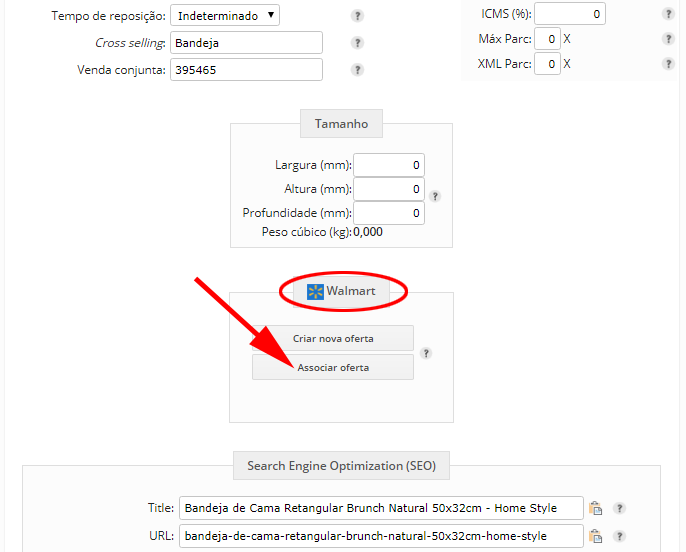 Tempo de reposição: Indeterminado ?
Cross selling: Bandeja ?
Venda conjunta: 395465 ?
ICMS (%): 0 ?
Máx Parc: 0 X ?
XML Parc: 0 X ?
Tamanho
Largura (mm): 0
Altura (mm): 0 ?
Profundidade (mm): 0
Peso cúbico (kg): 0,000
Walmart
Criar nova oferta
Associar oferta
?
Search Engine Optimization (SEO)
Title: Bandeja de Cama Retangular Brunch Natural 50x32cm - Home Style ?
URL: bandeja-de-cama-retangular-brunch-natural-50x32cm-home-style ?